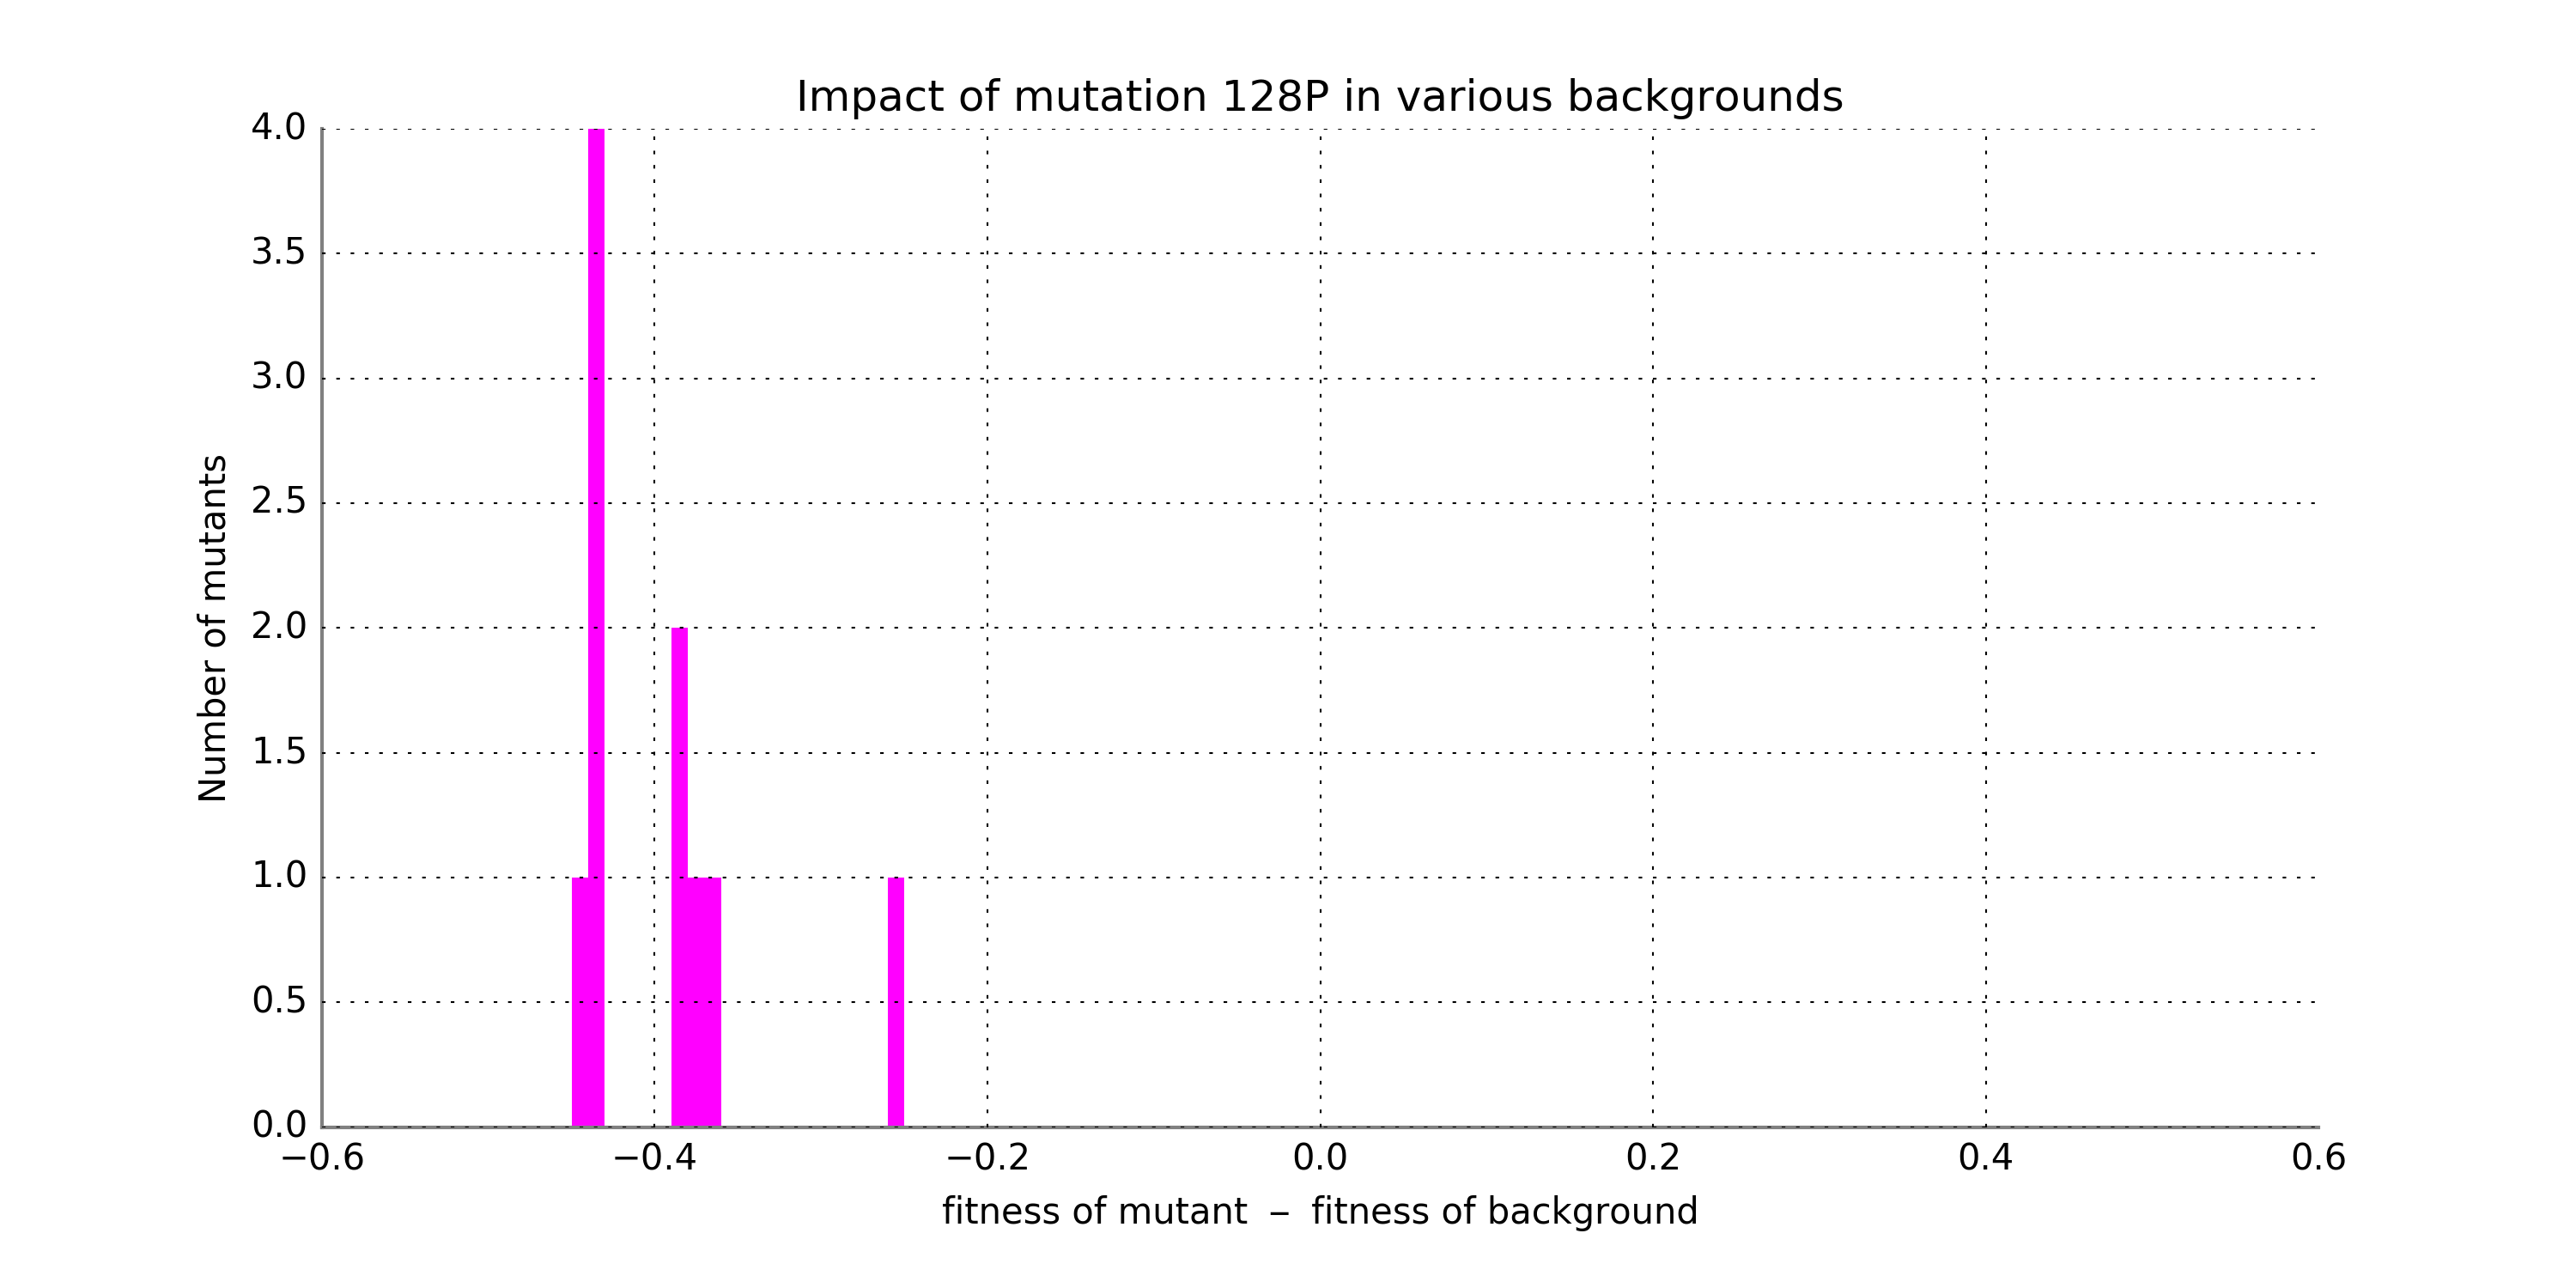 Impact of mutation 128P in various backgrounds
4.0
3.5
3.0
2.5
2.0
1.5
1.0
0.5
0.0
Number of mutants
−0.6 −0.4 −0.2 0.0 0.2 0.4 0.6
fitness of mutant − fitness of background